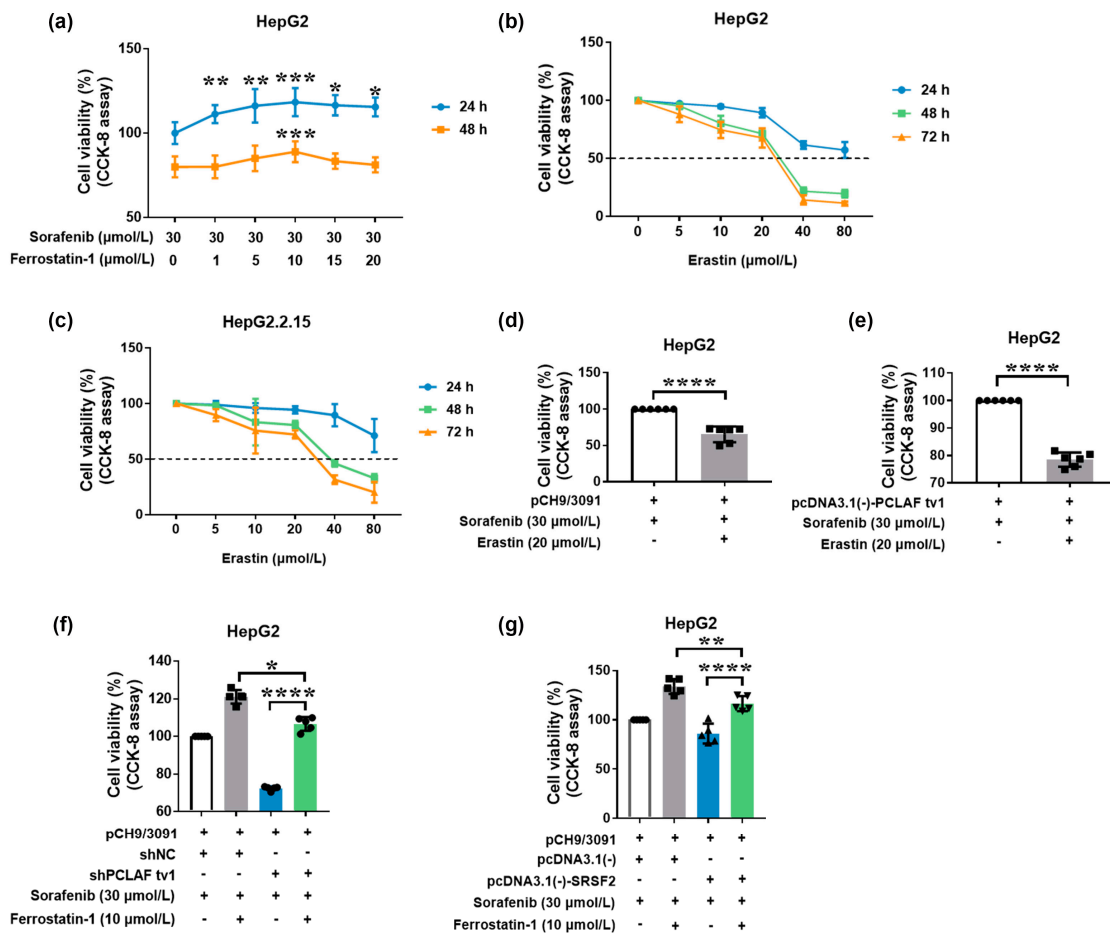 (a)
HepG2
Cell viability (%)
(CCK-8 assay)
150
100
50
** ** *** * *
***
24 h
48 h
Sorafenib (μmol/L) 30 30 30 30 30 30
Ferrostatin-1 (μmol/L) 0 1 5 10 15 20
(b)
HepG2
Cell viability (%)
(CCK-8 assay)
150
100
50
0
0 5 10 20 40 80
Erastin (μmol/L)
24 h
48 h
72 h
(c)
HepG2.2.15
Cell viability (%)
(CCK-8 assay)
150
100
50
0
0 5 10 20 40 80
Erastin (μmol/L)
24 h
48 h
72 h
(d)
HepG2
Cell viability (%)
(CCK-8 assay)
150
100
50
0
****
pCH9/3091 + +
Sorafenib (30 μmol/L) + +
Erastin (20 μmol/L) - +
(e)
HepG2
Cell viability (%)
(CCK-8 assay)
110
100
90
80
70
****
pcDNA3.1(-)-PCLAF tv1 + +
Sorafenib (30 μmol/L) + +
Erastin (20 μmol/L) - +
(f)
HepG2
Cell viability (%)
(CCK-8 assay)
140
120
100
80
60
*
****
pCH9/3091 + + + +
shNC + + - -
shPCLAF tv1 - - + +
Sorafenib (30 μmol/L) + + + +
Ferrostatin-1 (10 μmol/L) - + - +
(g)
HepG2
Cell viability (%)
(CCK-8 assay)
150
100
50
0
**
****
pCH9/3091 + + + +
pcDNA3.1(-) + + - -
pcDNA3.1(-)-SRSF2 - - + +
Sorafenib (30 μmol/L) + + + +
Ferrostatin-1 (10 μmol/L) - + - +